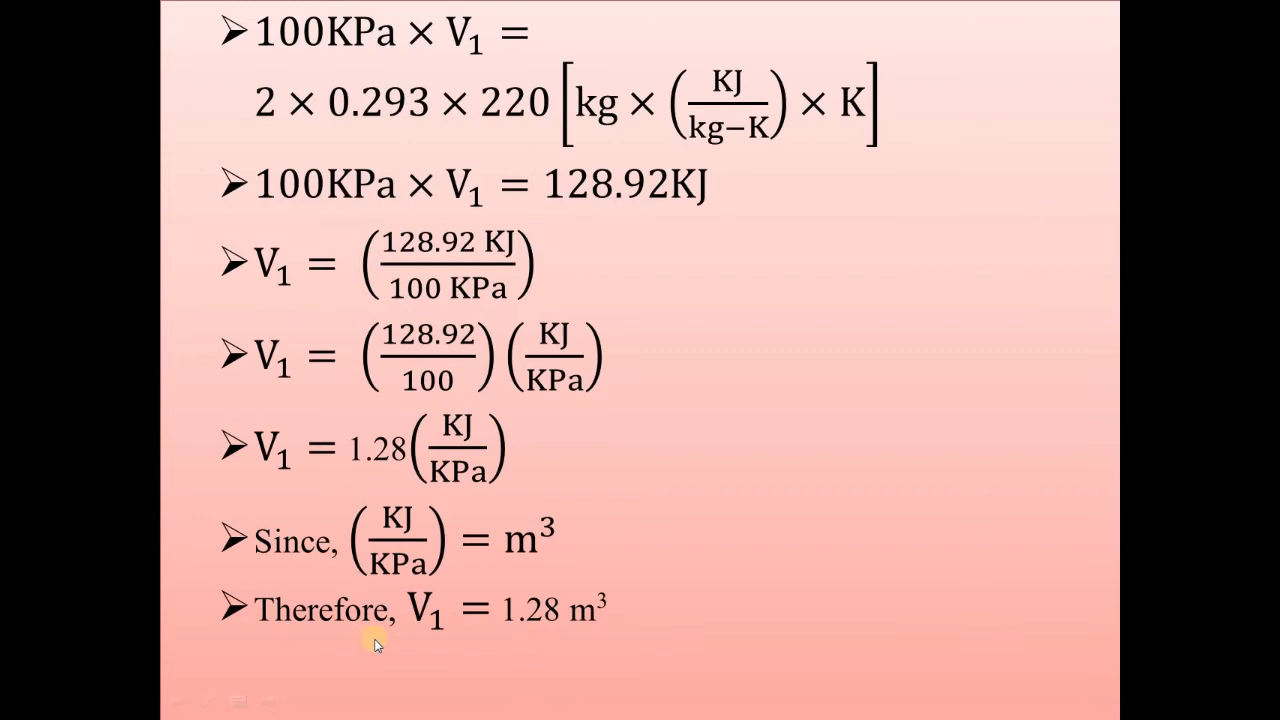 ➢100KPa × V₁ =
2 × 0.293 × 220 [kg × (KJ/kg−K) × K]
➢100KPa × V₁ = 128.92KJ
➢V₁ = (128.92 KJ/100 KPa)
➢V₁ = (128.92/100) (KJ/KPa)
➢V₁ = 1.28(KJ/KPa)
➢Since, (KJ/KPa) = m³
➢Therefore, V₁ = 1.28 m³